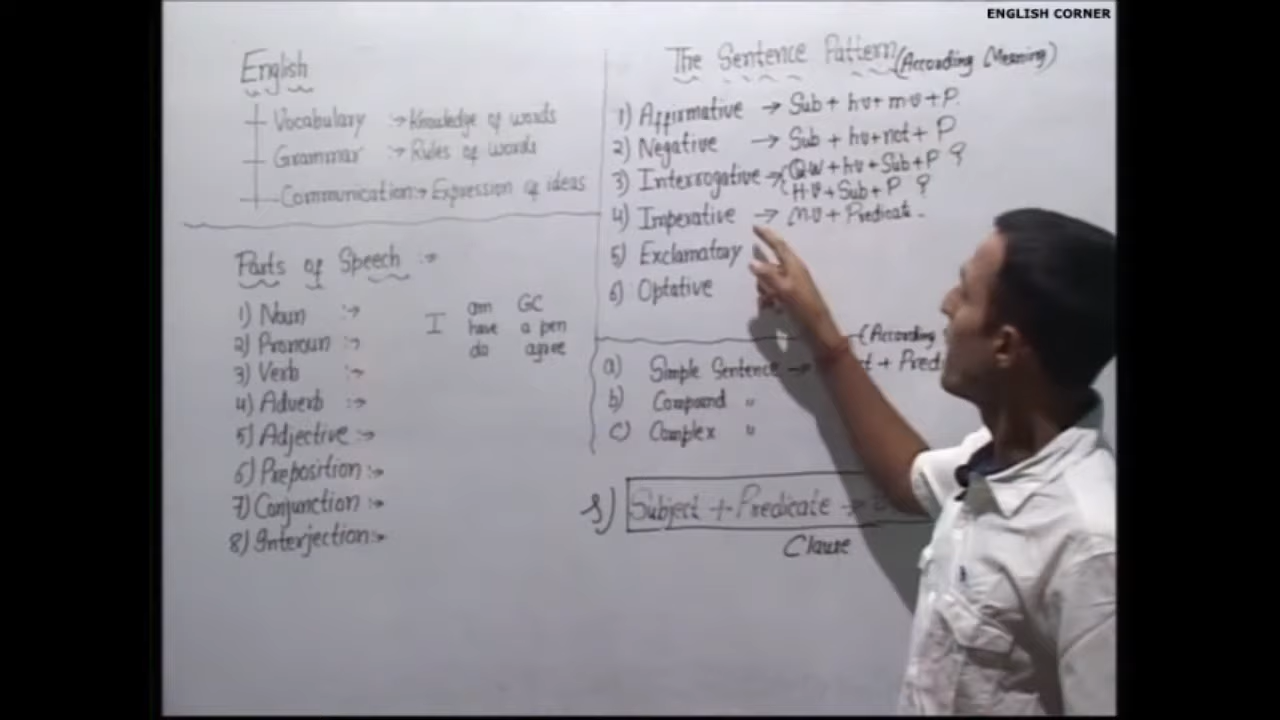 ENGLISH CORNER
English
Vocabulary :→ Knowledge of words
Grammar :→ Rules of words
Communication :→ Expression of ideas
Parts of Speech :→
1) Noun :→
2) Pronoun :→
3) Verb :→
4) Adverb :→
5) Adjective :→
6) Preposition :→
7) Conjunction :→
8) Interjection :→
I am GC
have a pen
do agree
The Sentence Pattern (According Meaning)
1) Affirmative → Sub + hv + mv + P.
2) Negative → Sub + hv + not + P
3) Interrogative → QW + hv + Sub + P ?
H.V + Sub + P ?
4) Imperative → M.V + Predicate.
5) Exclamatory
6) Optative
(According
a) Simple Sentence → + Pred
b) Compound "
c) Complex "
S) Subject + Predicate →
Clause